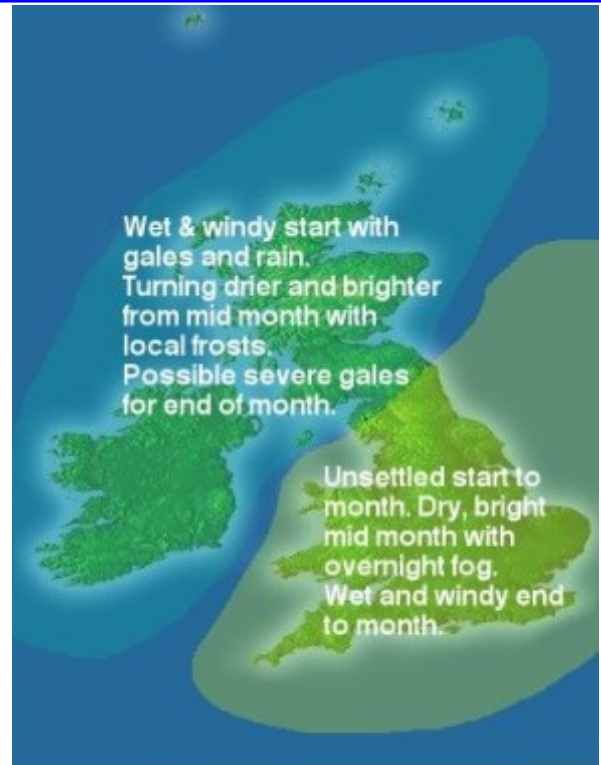 Wet & windy start with
gales and rain.
Turning drier and brighter
from mid month with
local frosts.
Possible severe gales
for end of month.
Unsettled start to
month. Dry, bright
mid month with
overnight fog.
Wet and windy end
to month.